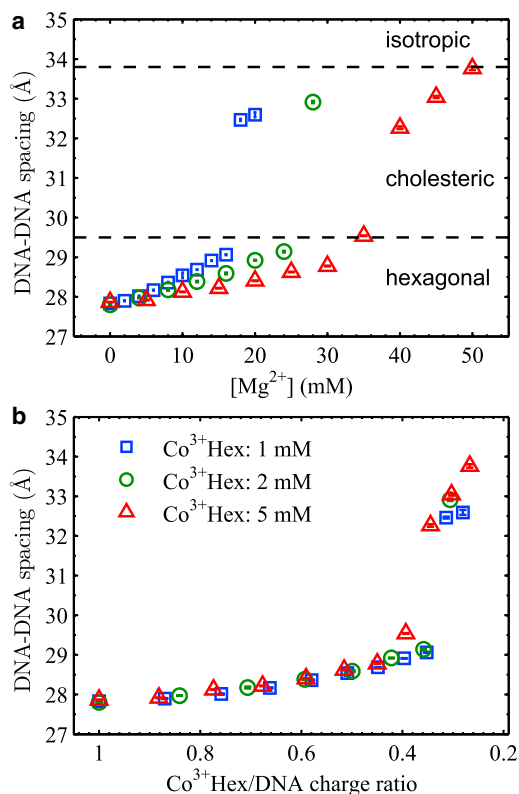 a
isotropic
cholesteric
hexagonal
35
34
33
32
31
30
29
28
27
DNA-DNA spacing (Å)
0
10
20
30
40
50
[Mg²⁺] (mM)
b
Co³⁺Hex: 1 mM
Co³⁺Hex: 2 mM
Co³⁺Hex: 5 mM
35
34
33
32
31
30
29
28
27
DNA-DNA spacing (Å)
1
0.8
0.6
0.4
0.2
Co³⁺Hex/DNA charge ratio